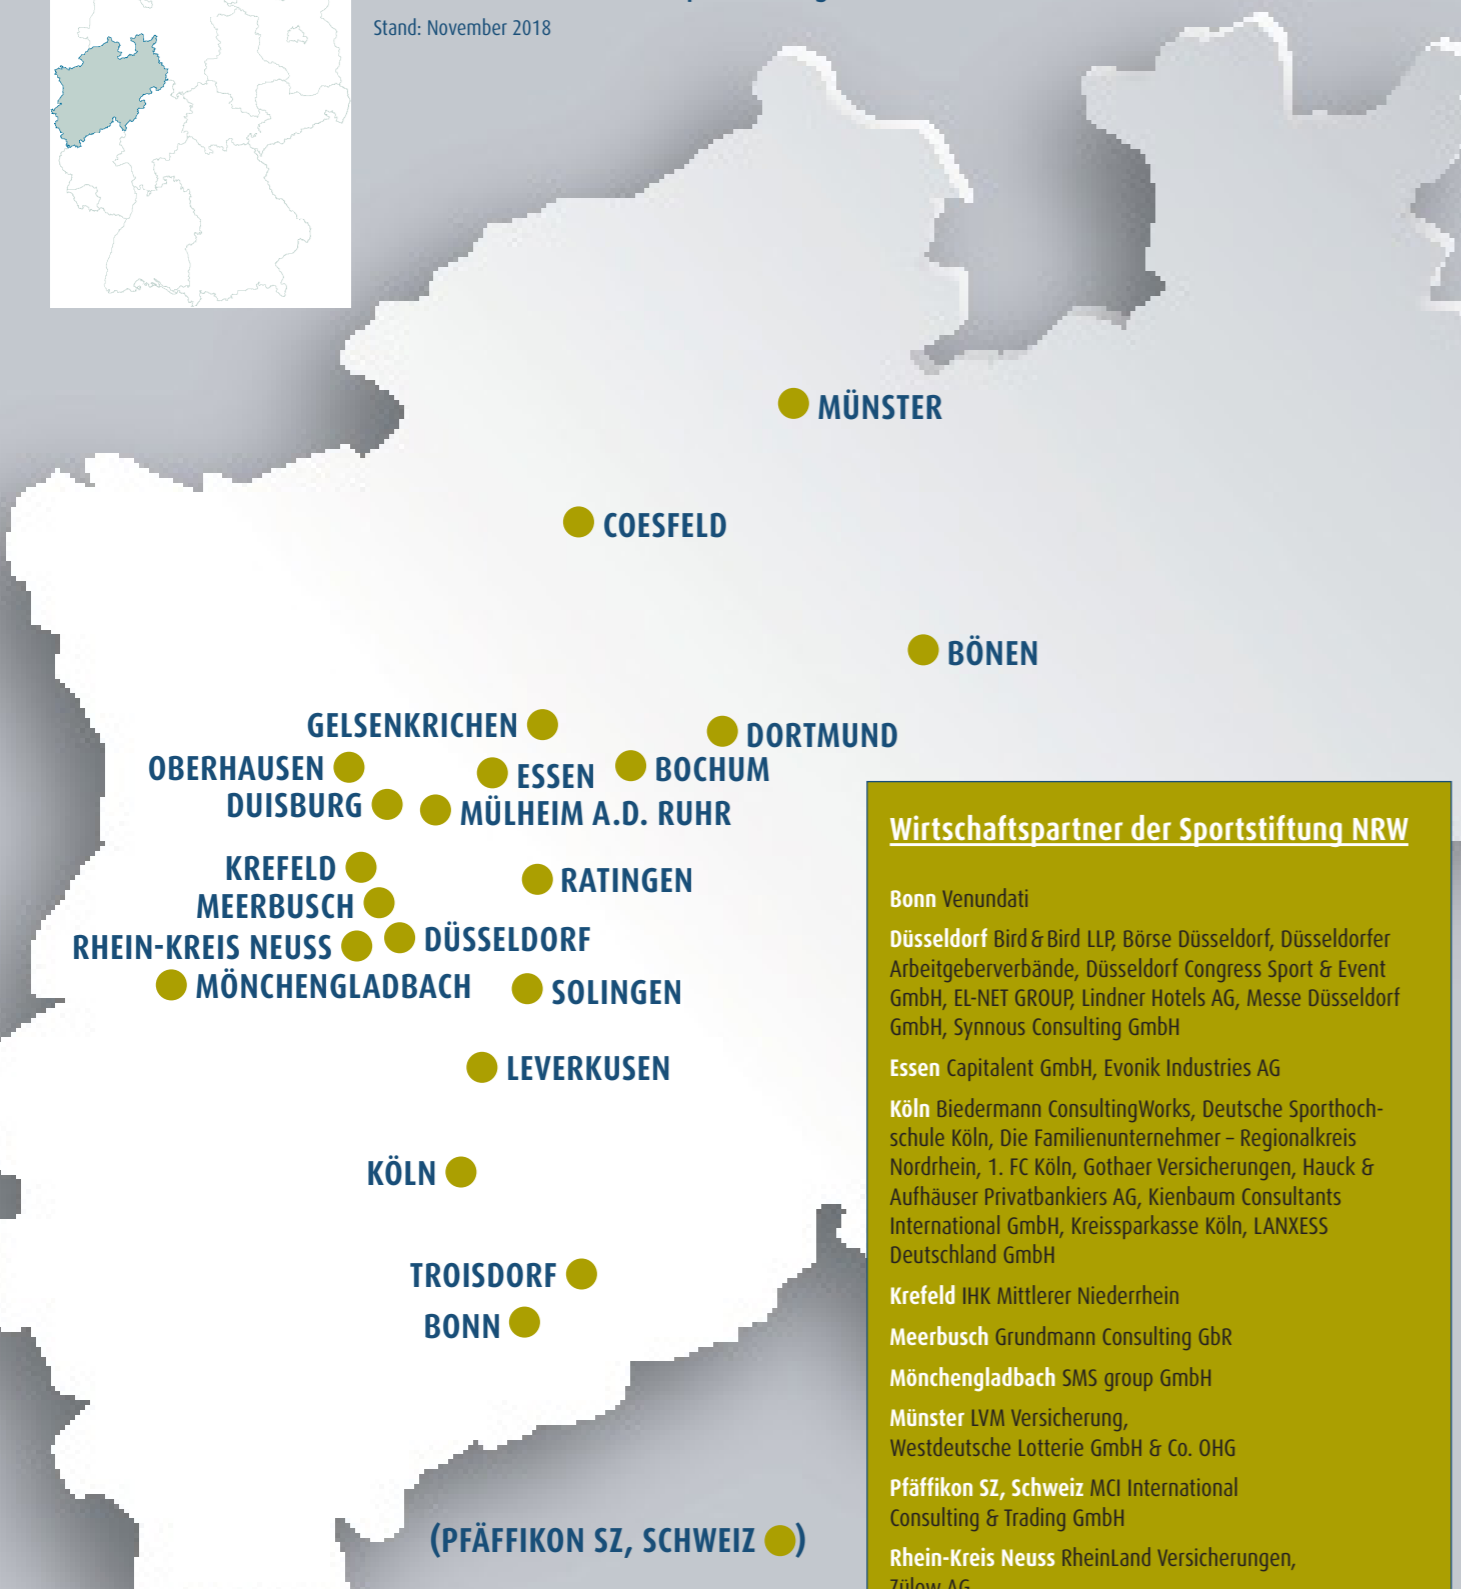 Stand: November 2018
MÜNSTER
COESFELD
BÖNEN
GELSENKRICHEN
DORTMUND
OBERHAUSEN
ESSEN
BOCHUM
DUISBURG
MÜLHEIM A.D. RUHR
KREFELD
RATINGEN
MEERBUSCH
RHEIN-KREIS NEUSS
DÜSSELDORF
MÖNCHENGLADBACH
SOLINGEN
LEVERKUSEN
KÖLN
TROISDORF
BONN
(PFÄFFIKON SZ, SCHWEIZ )
Wirtschaftspartner der Sportstiftung NRW
Bonn Venundati
Düsseldorf Bird & Bird LLP, Börse Düsseldorf, Düsseldorfer
Arbeitgeberverbände, Düsseldorf Congress Sport & Event
GmbH, EL-NET GROUP, Lindner Hotels AG, Messe Düsseldorf
GmbH, Synnous Consulting GmbH
Essen Capitalent GmbH, Evonik Industries AG
Köln Biedermann ConsultingWorks, Deutsche Sporthoch-
schule Köln, Die Familienunternehmer – Regionalkreis
Nordrhein, 1. FC Köln, Gothaer Versicherungen, Hauck &
Aufhäuser Privatbankiers AG, Kienbaum Consultants
International GmbH, Kreissparkasse Köln, LANXESS
Deutschland GmbH
Krefeld IHK Mittlerer Niederrhein
Meerbusch Grundmann Consulting GbR
Mönchengladbach SMS group GmbH
Münster LVM Versicherung,
Westdeutsche Lotterie GmbH & Co. OHG
Pfäffikon SZ, Schweiz MCI International
Consulting & Trading GmbH
Rhein-Kreis Neuss RheinLand Versicherungen,
Zülow AG